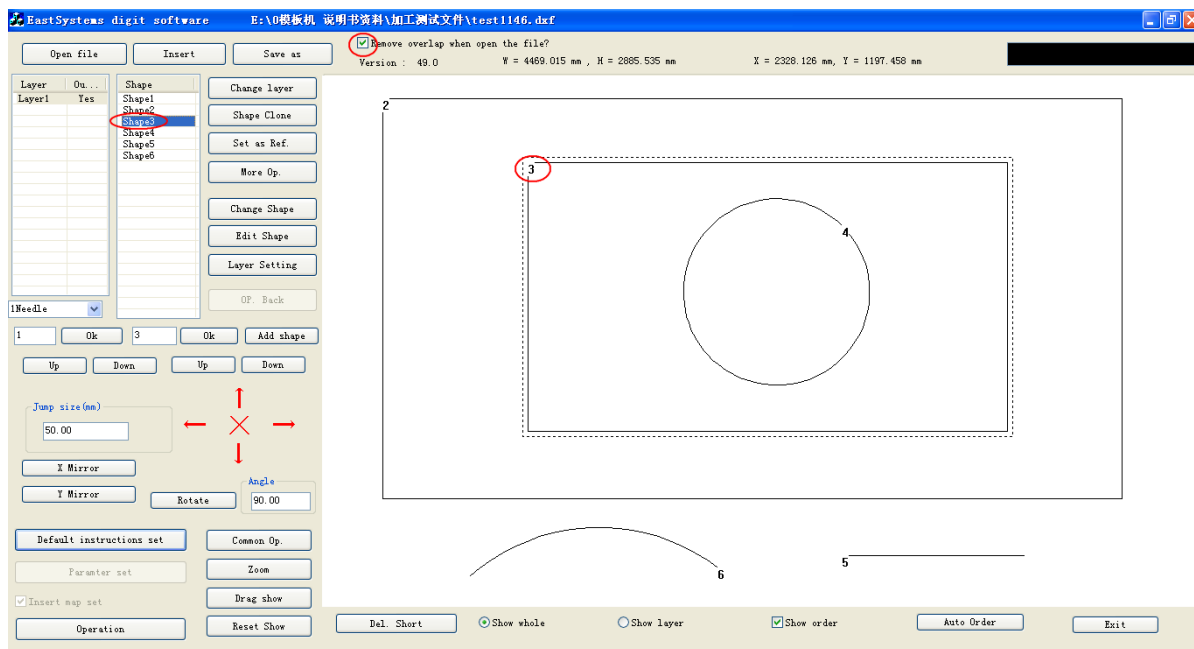 EastSystems digit software E:\0模板机 说明书资料\加工测试文件\test1146.dxf
Open file Insert Save as
Remove overlap when open the file?
Version : 49.0 W = 4469.015 mm , H = 2885.535 mm X = 2328.126 mm, Y = 1197.458 mm
Layer Ou... Shape
Layer1 Yes Shape1
Shape2
Shape3
Shape4
Shape5
Shape6
Change layer
Shape Clone
Set as Ref.
More Op.
Change Shape
Edit Shape
Layer Setting
OP. Back
1Needle
1 Ok 3 Ok Add shape
Up Down Up Down
Jump size(mm)
50.00
X Mirror
Y Mirror
Rotate
Angle
90.00
Default instructions set
Common Op.
Paramter set
Zoom
Insert map set
Drag show
Operation
Reset Show
2
3
4
5
6
Del. Short Show whole Show layer Show order Auto Order Exit